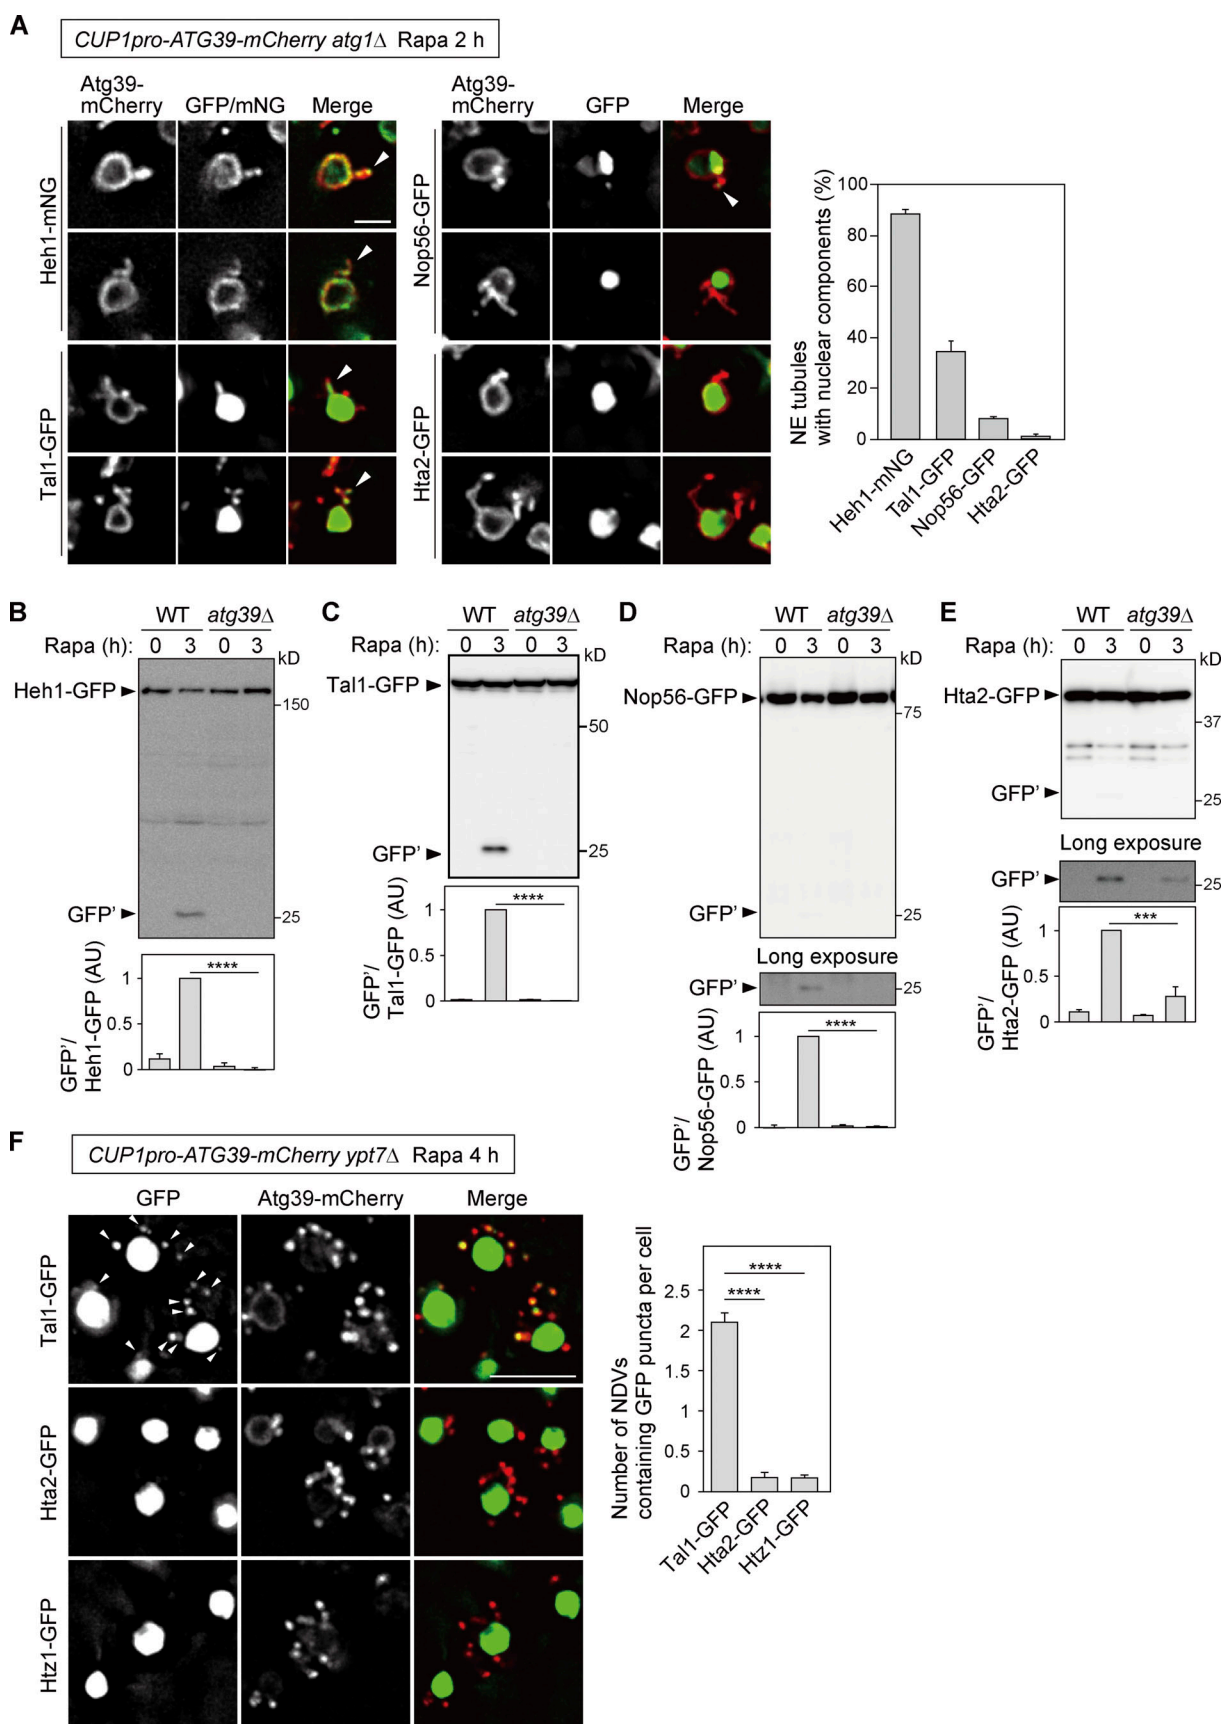 A
CUP1pro-ATG39-mCherry atg1Δ Rapa 2 h
Atg39-
mCherry
GFP/mNG
Merge
Atg39-
mCherry
GFP
Merge
Heh1-mNG
Tal1-GFP
Nop56-GFP
Hta2-GFP
NE tubules
with nuclear components (%)
100
80
60
40
20
0
Heh1-mNG
Tal1-GFP
Nop56-GFP
Hta2-GFP
B
WT atg39Δ
Rapa (h): 0 3 0 3
kD
Heh1-GFP
150
GFP'
25
GFP'/
Heh1-GFP (AU)
1
0.5
0
****
C
WT atg39Δ
Rapa (h): 0 3 0 3
kD
Tal1-GFP
50
GFP'
25
GFP'/
Tal1-GFP (AU)
1
0.5
0
****
D
WT atg39Δ
Rapa (h): 0 3 0 3
kD
Nop56-GFP
75
GFP'
25
Long exposure
GFP'
25
GFP'/
Nop56-GFP (AU)
1
0.5
0
****
E
WT atg39Δ
Rapa (h): 0 3 0 3
kD
Hta2-GFP
37
GFP'
25
Long exposure
GFP'
25
GFP'/
Hta2-GFP (AU)
1
0.5
0
***
F
CUP1pro-ATG39-mCherry ypt7Δ Rapa 4 h
GFP
Atg39-mCherry
Merge
Tal1-GFP
Hta2-GFP
Htz1-GFP
Number of NDVs
containing GFP puncta per cell
2.5
2
1.5
1
0.5
0
****
****
Tal1-GFP
Hta2-GFP
Htz1-GFP